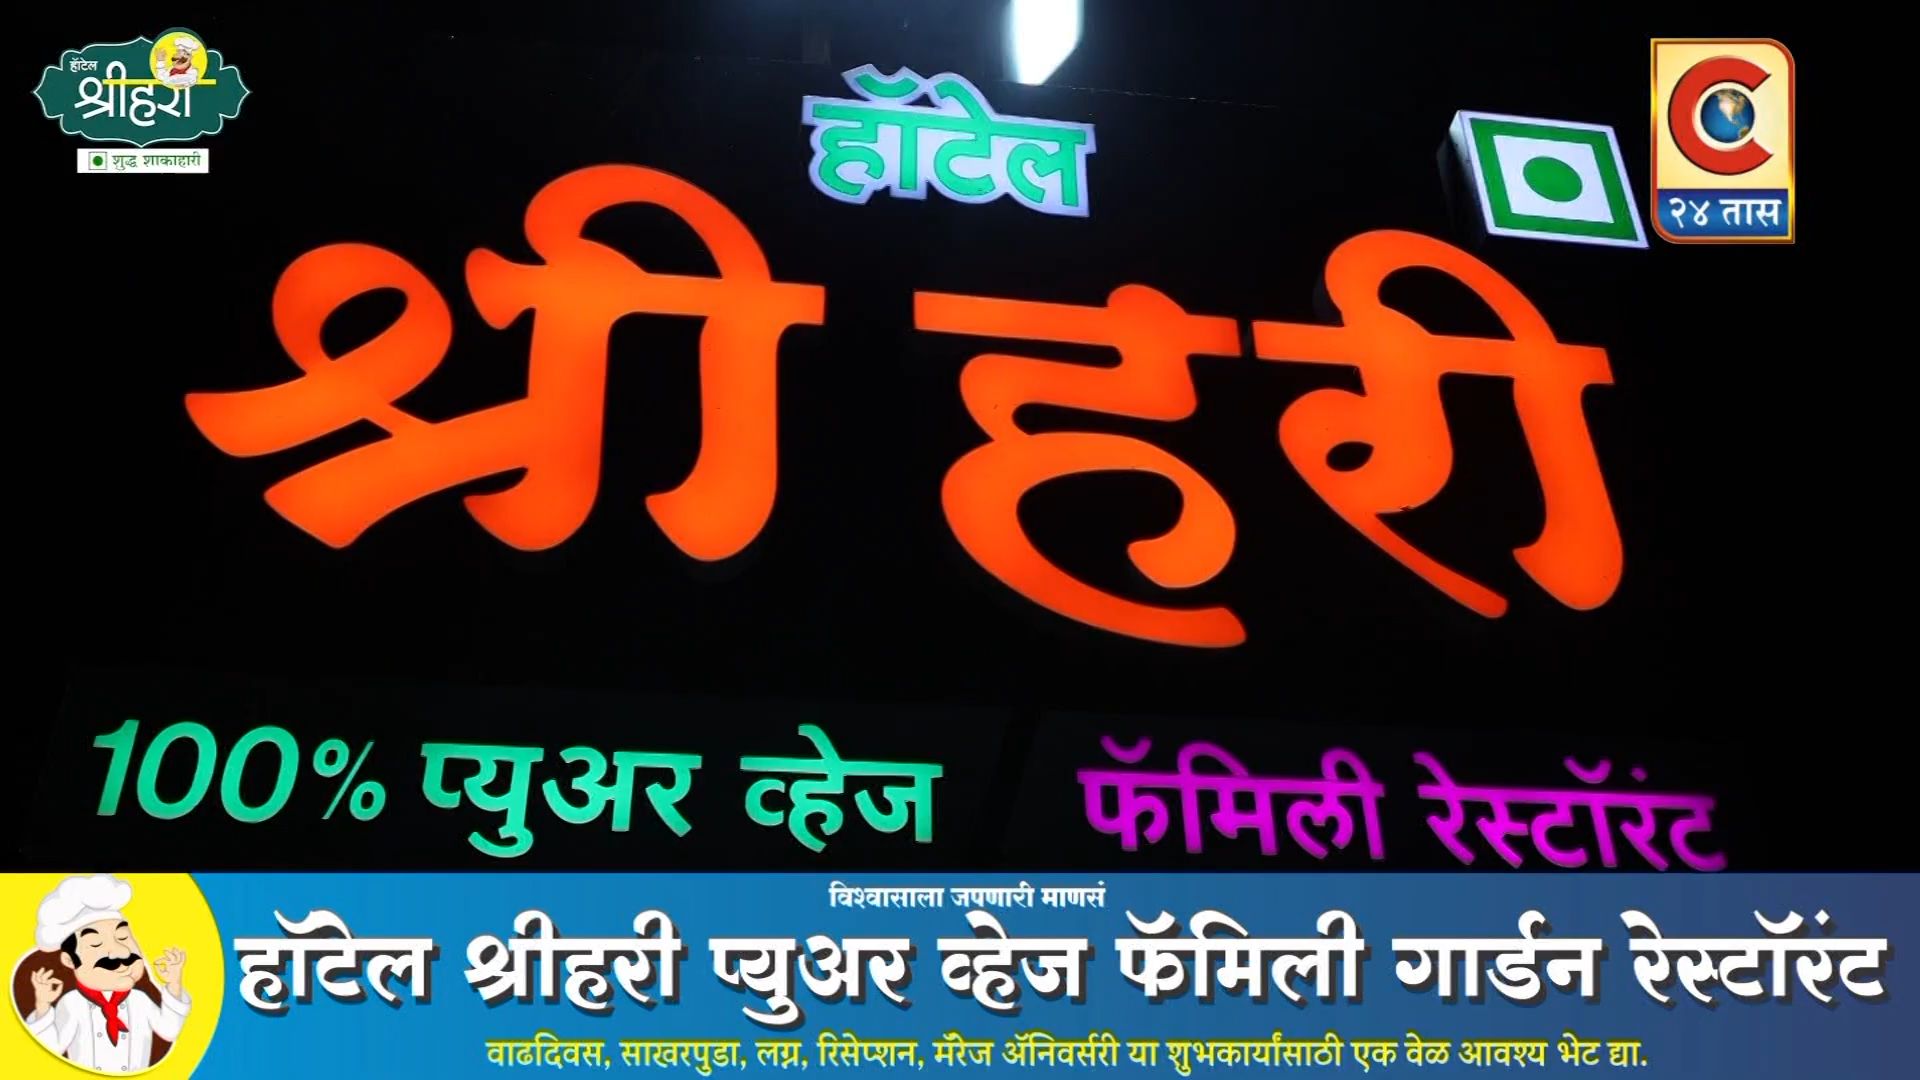 हॉटेल
श्रीहरी
शुद्ध शाकाहारी
२४ तास
हॉटेल
श्री हरी
100% प्युअर व्हेज
फॅमिली रेस्टॉरंट
विश्वासाला जपणारी माणसं
हॉटेल श्रीहरी प्युअर व्हेज फॅमिली गार्डन रेस्टॉरंट
वाढदिवस, साखरपुडा, लग्न, रिसेप्शन, मॅरेज ॲनिवर्सरी या शुभकार्यांसाठी एक वेळ आवश्य भेट द्या.